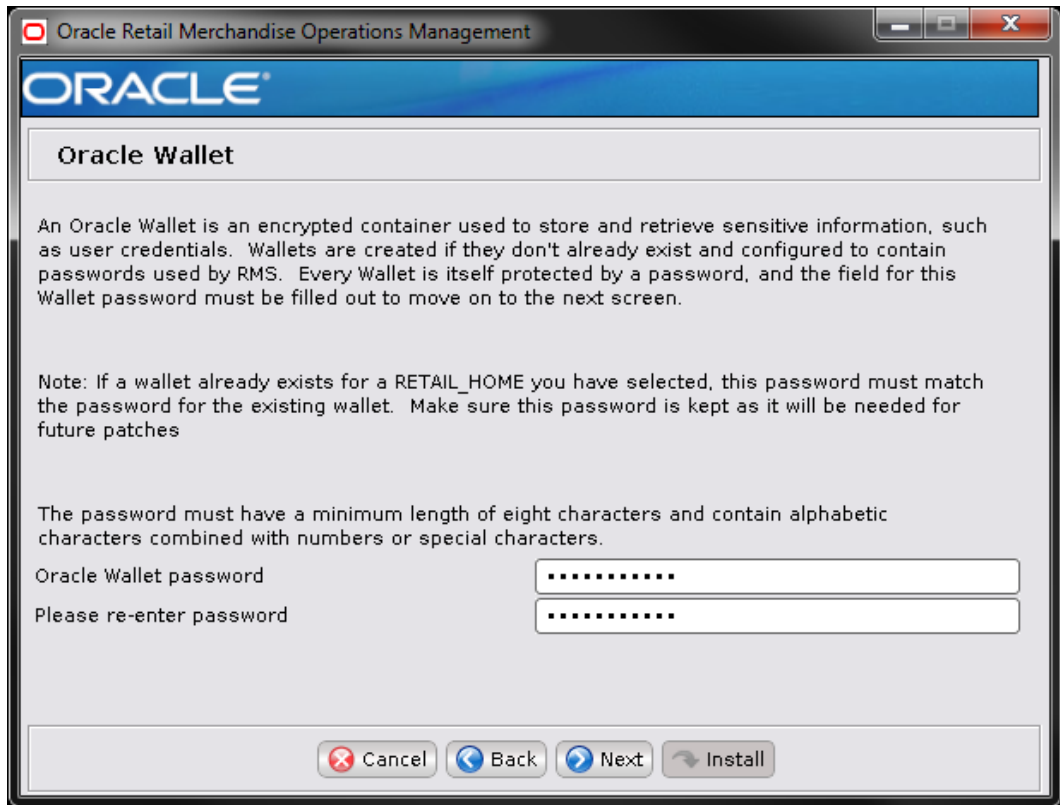 Oracle Retail Merchandise Operations Management
ORACLE®
Oracle Wallet
An Oracle Wallet is an encrypted container used to store and retrieve sensitive information, such
as user credentials.  Wallets are created if they don't already exist and configured to contain
passwords used by RMS.  Every Wallet is itself protected by a password, and the field for this
Wallet password must be filled out to move on to the next screen.
Note: If a wallet already exists for a RETAIL_HOME you have selected, this password must match
the password for the existing wallet.  Make sure this password is kept as it will be needed for
future patches
The password must have a minimum length of eight characters and contain alphabetic
characters combined with numbers or special characters.
Oracle Wallet password
Please re-enter password
Cancel Back Next Install